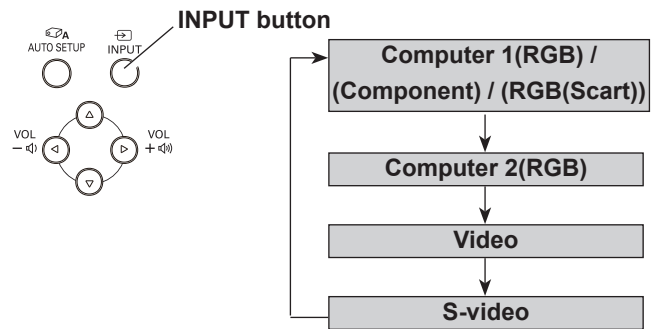 INPUT button
A
AUTO SETUP
INPUT
VOL
VOL
Computer 1(RGB) /
(Component) / (RGB(Scart))
Computer 2(RGB)
Video
S-video